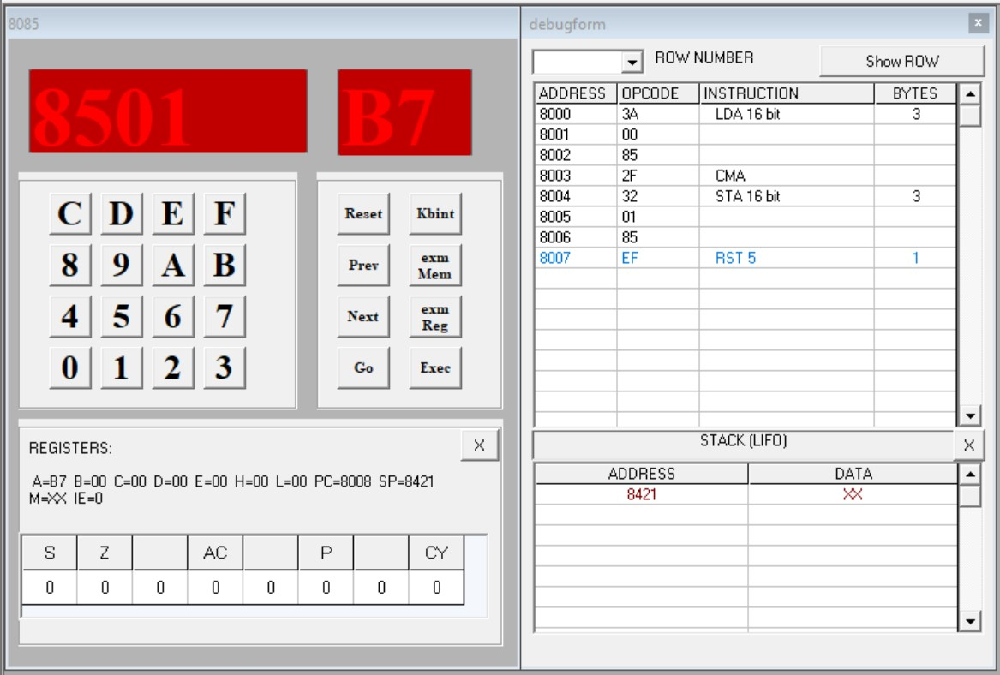 8085
8501 B7
C D E F
8 9 A B
4 5 6 7
0 1 2 3
Reset Kbint
Prev exm Mem
Next exm Reg
Go Exec
REGISTERS: X
A=B7 B=00 C=00 D=00 E=00 H=00 L=00 PC=8008 SP=8421
M=XX IE=0
S Z AC P CY
0 0 0 0 0 0 0 0
debugform x
ROW NUMBER Show ROW
ADDRESS OPCODE INSTRUCTION BYTES
8000 3A LDA 16 bit 3
8001 00
8002 85
8003 2F CMA
8004 32 STA 16 bit 3
8005 01
8006 85
8007 EF RST 5 1
STACK (LIFO) X
ADDRESS DATA
8421 XX